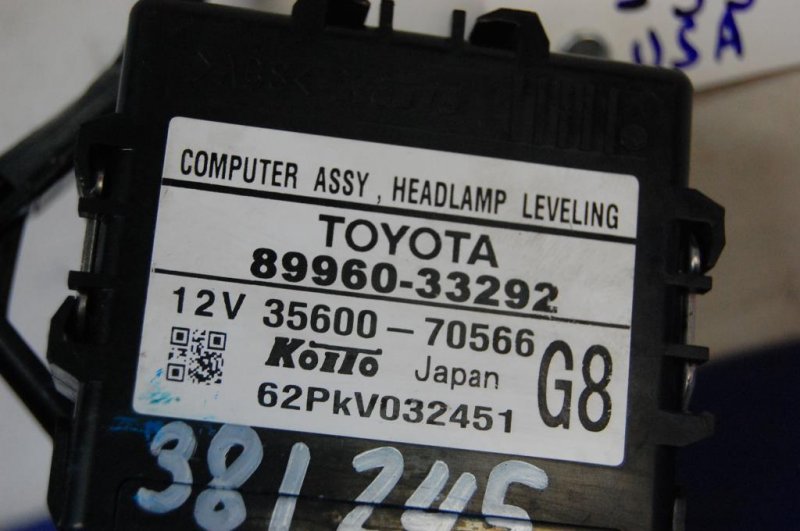 USA
COMPUTER ASSY , HEADLAMP LEVELING
TOYOTA
89960-33292
12V 35600-70566
KOITO Japan G8
62PkV032451
381245